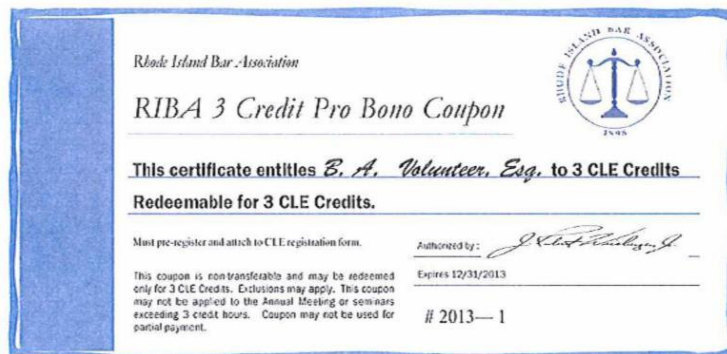 Rhode Island Bar Association
RIBA 3 Credit Pro Bono Coupon
RHODE ISLAND BAR ASSOCIATION
1898
This certificate entitles B. A. Volunteer, Esq. to 3 CLE Credits
Redeemable for 3 CLE Credits.
Must pre-register and attach to CLE registration form.
This coupon is nontransferable and may be redeemed
only for 3 CLE Credits. Exclusions may apply. This coupon
may not be applied to the Annual Meeting or seminars
exceeding 3 credit hours. Coupon may not be used for
partial payment.
Authorized by:
Expires 12/31/2013
# 2013— 1